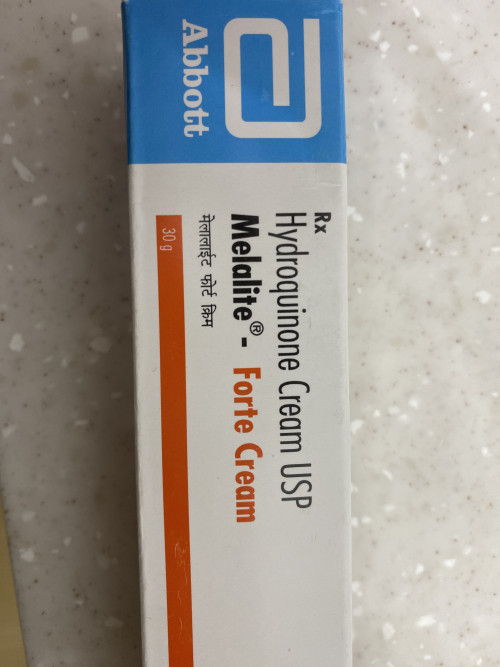 Abbott
Rx
Hydroquinone Cream USP
Melalite®- Forte Cream
मेलालाईट फोर्ट क्रिम
30 g